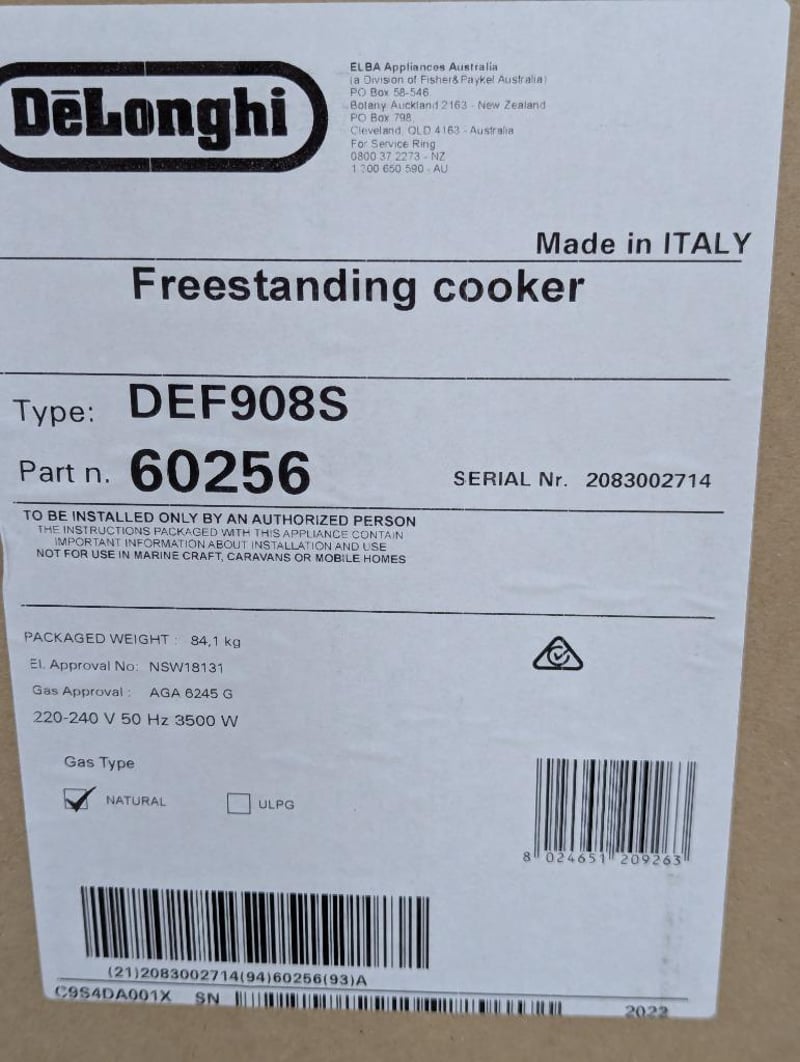 DeLonghi
ELBA Appliances Australia
(a Division of Fisher&Paykel Australia)
PO Box 58-546
Botany Auckland 2163 - New Zealand
PO Box 798
Cleveland, QLD 4163 - Australia
For Service Ring
0800 37 2273 - NZ
590 - AU
Made in ITALY
Freestanding cooker
Type: DEF908S
Part n. 60256
SERIAL Nr. 2083002714
TO BE INSTALLED ONLY BY AN AUTHORIZED PERSON
THE INSTRUCTIONS PACKAGED WITH THIS APPLIANCE CONTAIN
IMPORTANT INFORMATION ABOUT INSTALLATION AND USE
NOT FOR USE IN MARINE CRAFT, CARAVANS OR MOBILE HOMES
PACKAGED WEIGHT : 84,1 kg
El. Approval No: NSW18131
Gas Approval : AGA 6245 G
220-240 V 50 Hz 3500 W
Gas Type
NATURAL
ULPG
8 024651 209263
(21)2083002714(94)60256(93)A
C9S4DA001X SN
2022